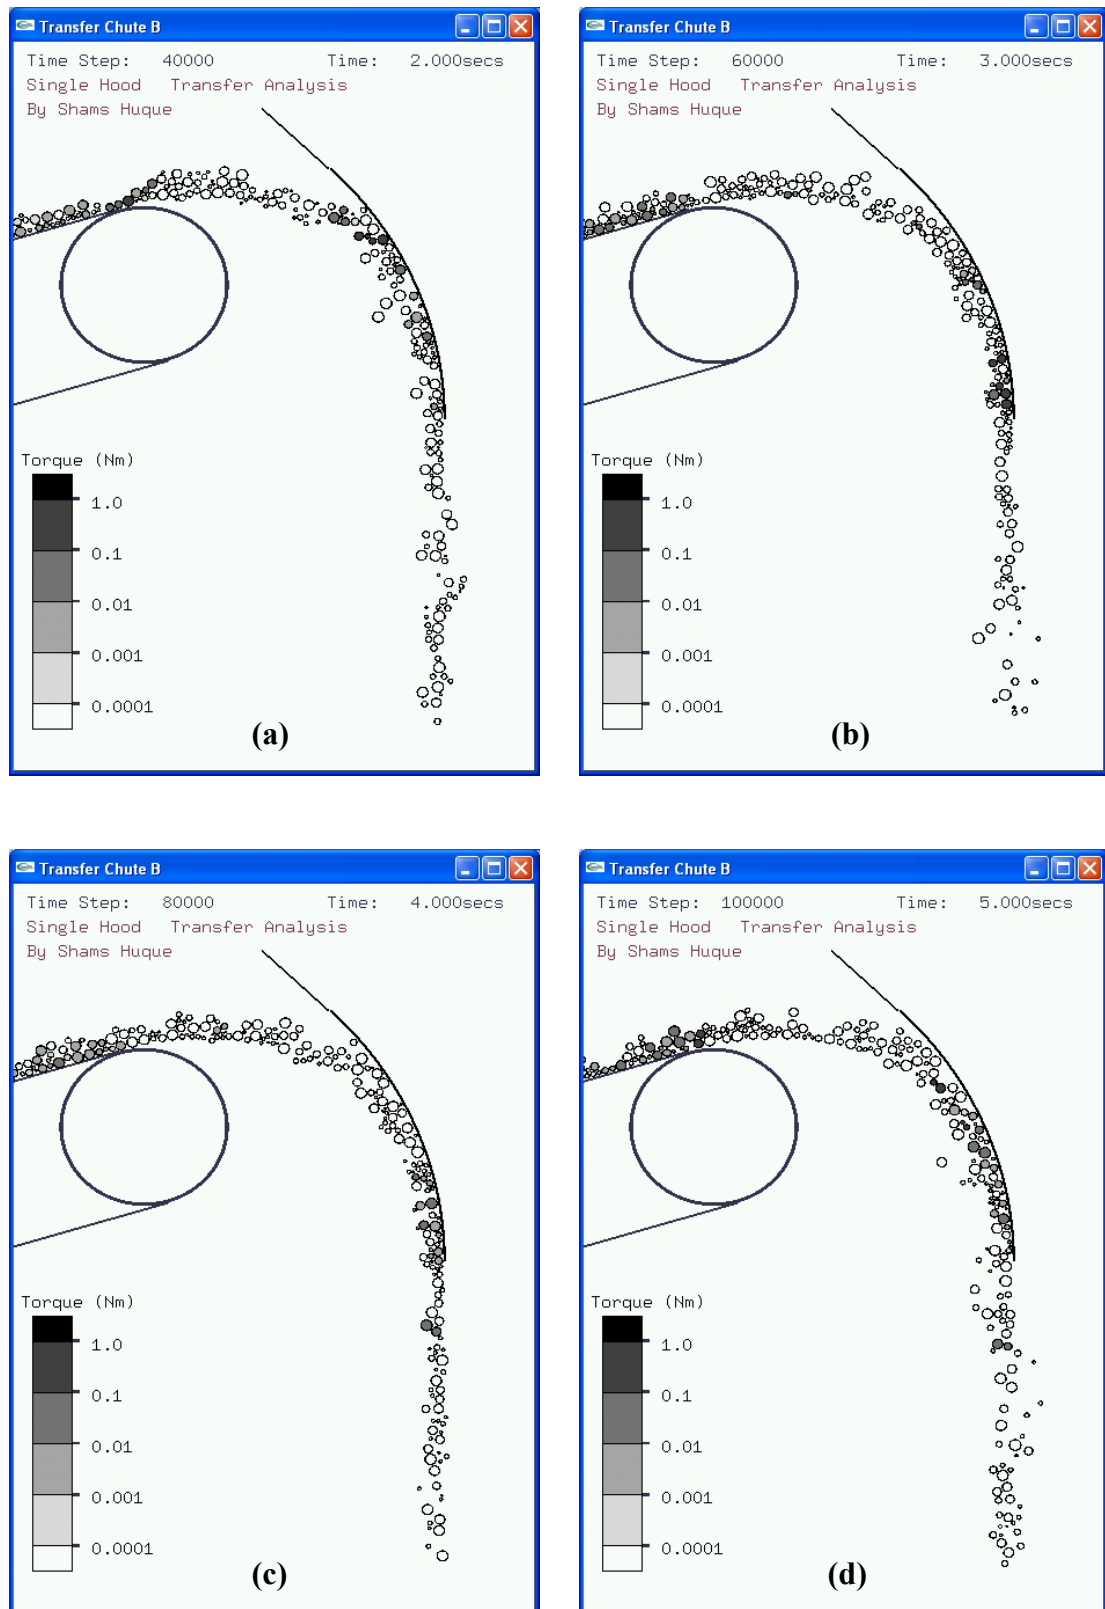 Transfer Chute B
Time Step: 40000 Time: 2.000secs
Single Hood Transfer Analysis
By Shams Huque
Torque (Nm)
1.0
0.1
0.01
0.001
0.0001
(a)
Transfer Chute B
Time Step: 60000 Time: 3.000secs
Single Hood Transfer Analysis
By Shams Huque
Torque (Nm)
1.0
0.1
0.01
0.001
0.0001
(b)
Transfer Chute B
Time Step: 80000 Time: 4.000secs
Single Hood Transfer Analysis
By Shams Huque
Torque (Nm)
1.0
0.1
0.01
0.001
0.0001
(c)
Transfer Chute B
Time Step: 100000 Time: 5.000secs
Single Hood Transfer Analysis
By Shams Huque
Torque (Nm)
1.0
0.1
0.01
0.001
0.0001
(d)